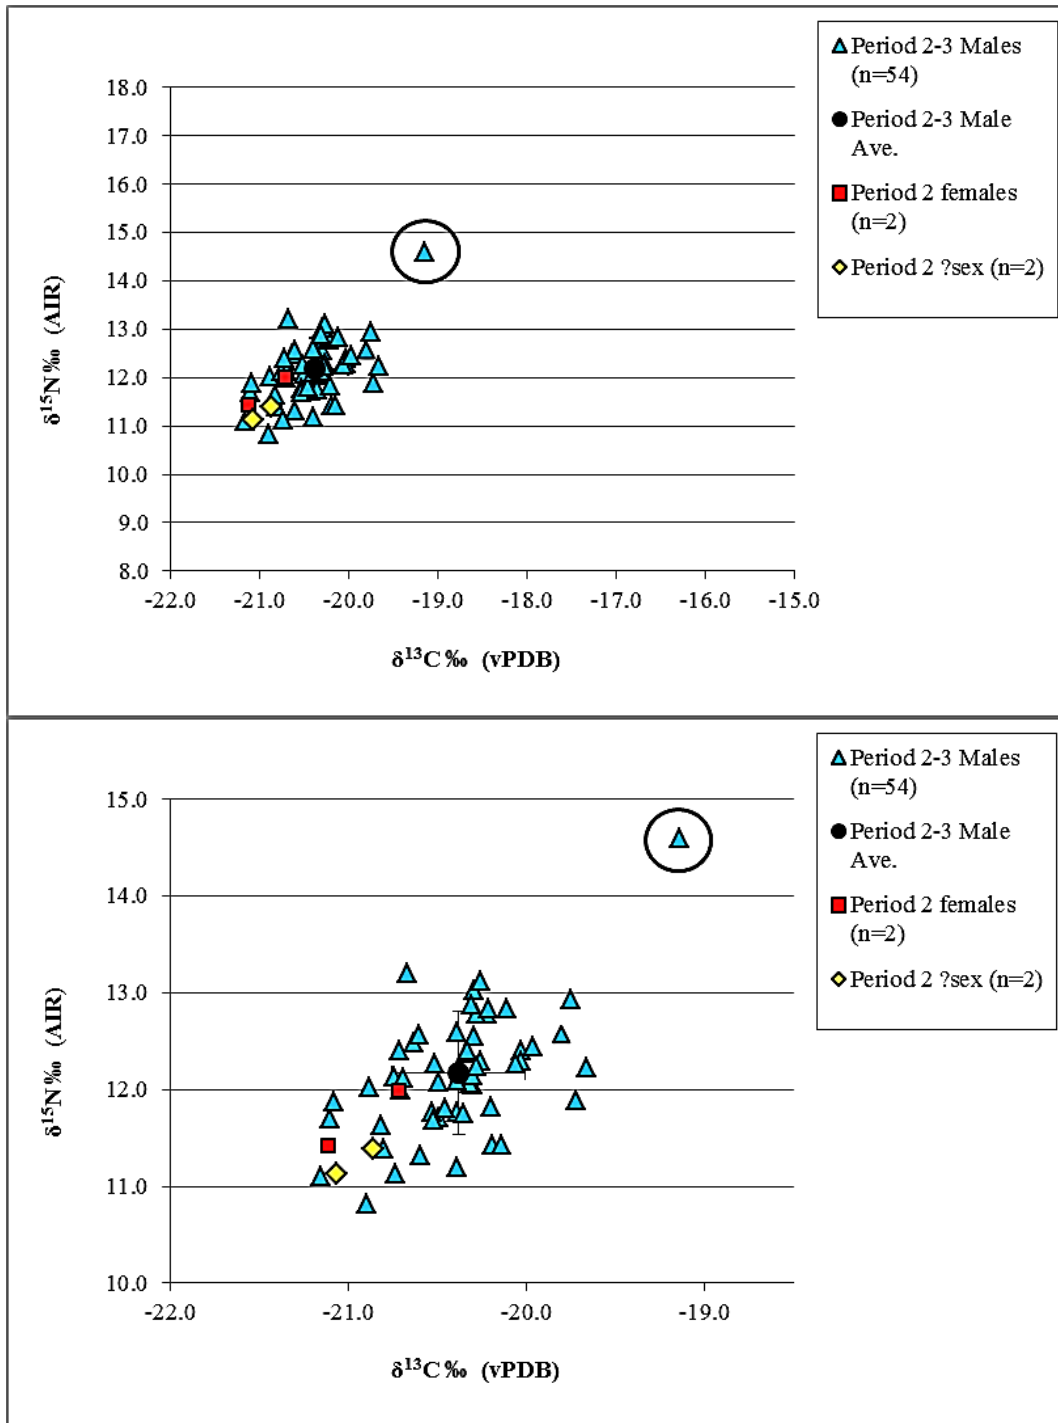 Period 2-3 Males
(n=54)
Period 2-3 Male
Ave.
Period 2 females
(n=2)
Period 2 ?sex (n=2)
18.0
17.0
16.0
15.0
14.0
13.0
12.0
11.0
10.0
9.0
8.0
δ¹⁵N‰ (AIR)
-22.0 -21.0 -20.0 -19.0 -18.0 -17.0 -16.0 -15.0
δ¹³C‰ (vPDB)
Period 2-3 Males
(n=54)
Period 2-3 Male
Ave.
Period 2 females
(n=2)
Period 2 ?sex (n=2)
15.0
14.0
13.0
12.0
11.0
10.0
δ¹⁵N‰ (AIR)
-22.0 -21.0 -20.0 -19.0
δ¹³C‰ (vPDB)